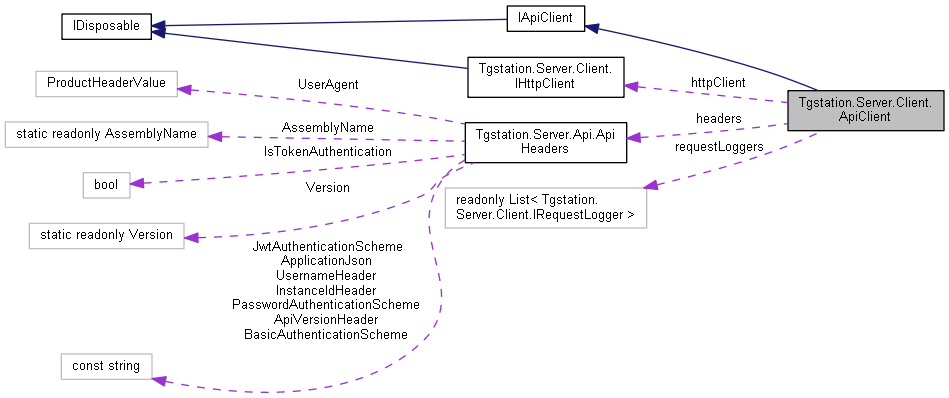 IDisposable
IApiClient
Tgstation.Server.Client.
IHttpClient
ProductHeaderValue
UserAgent
httpClient
Tgstation.Server.Client.
ApiClient
static readonly AssemblyName
AssemblyName
Tgstation.Server.Api.Api
Headers
headers
IsTokenAuthentication
requestLoggers
bool
Version
readonly List< Tgstation.
Server.Client.IRequestLogger >
static readonly Version
JwtAuthenticationScheme
ApplicationJson
UsernameHeader
InstanceIdHeader
PasswordAuthenticationScheme
ApiVersionHeader
BasicAuthenticationScheme
const string